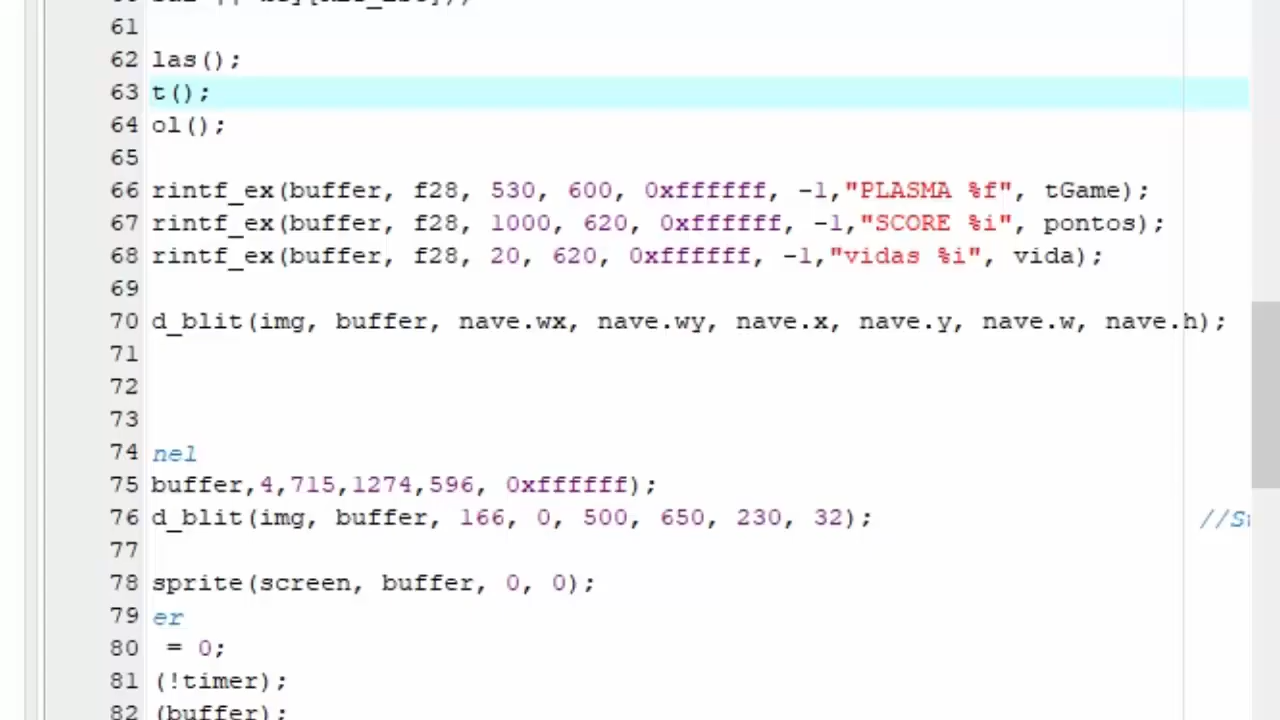 61
62 las();
63 t();
64 ol();
65
66 rintf_ex(buffer, f28, 530, 600, 0xffffff, -1,"PLASMA %f", tGame);
67 rintf_ex(buffer, f28, 1000, 620, 0xffffff, -1,"SCORE %i", pontos);
68 rintf_ex(buffer, f28, 20, 620, 0xffffff, -1,"vidas %i", vida);
69
70 d_blit(img, buffer, nave.wx, nave.wy, nave.x, nave.y, nave.w, nave.h);
71
72
73
74 nel
75 buffer,4,715,1274,596, 0xffffff);
76 d_blit(img, buffer, 166, 0, 500, 650, 230, 32); //S
77
78 sprite(screen, buffer, 0, 0);
79 er
80 = 0;
81 (!timer);
82 (buffer);